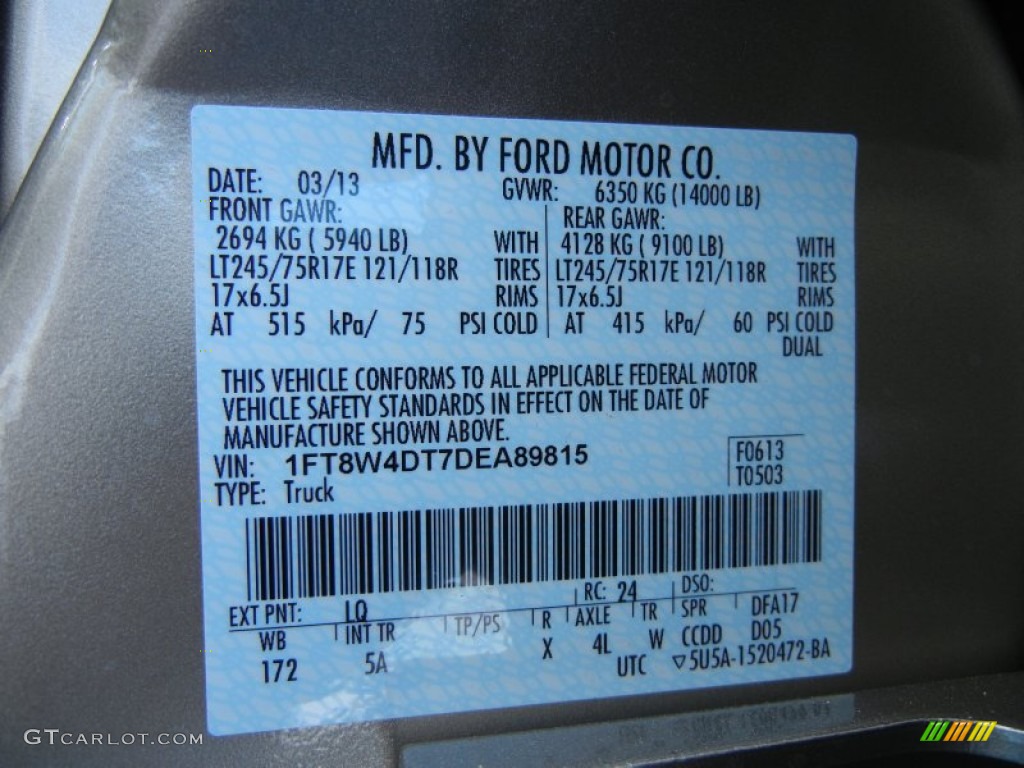 MFD. BY FORD MOTOR CO.
DATE: 03/13 GVWR: 6350 KG (14000 LB)
FRONT GAWR: REAR GAWR:
2694 KG ( 5940 LB) WITH 4128 KG ( 9100 LB) WITH
LT245/75R17E 121/118R TIRES LT245/75R17E 121/118R TIRES
17x6.5J RIMS 17x6.5J RIMS
AT 515 kPa/ 75 PSI COLD AT 415 kPa/ 60 PSI COLD
DUAL
THIS VEHICLE CONFORMS TO ALL APPLICABLE FEDERAL MOTOR
VEHICLE SAFETY STANDARDS IN EFFECT ON THE DATE OF
MANUFACTURE SHOWN ABOVE.
VIN: 1FT8W4DT7DEA89815 F0613
TYPE: Truck T0503
EXT PNT: LQ RC: 24 DSO:
WB INT TR TP/PS R AXLE TR SPR DFA17
172 5A X 4L W CCDD D05
UTC ▽5U5A-1520472-BA
GTCARLOT.COM